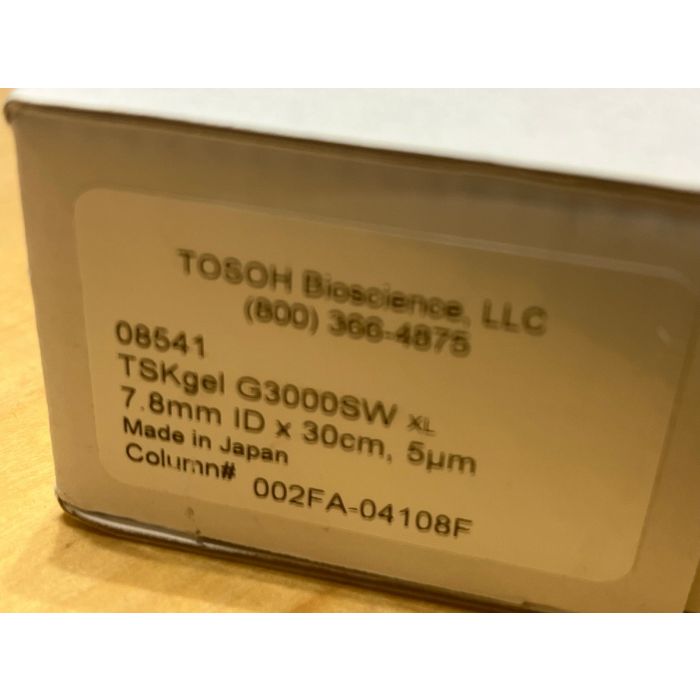 TOSOH Bioscience, LLC
(800) 366-4875
08541
TSKgel G3000SW XL
7.8mm ID x 30cm, 5µm
Made in Japan
Column# 002FA-04108F